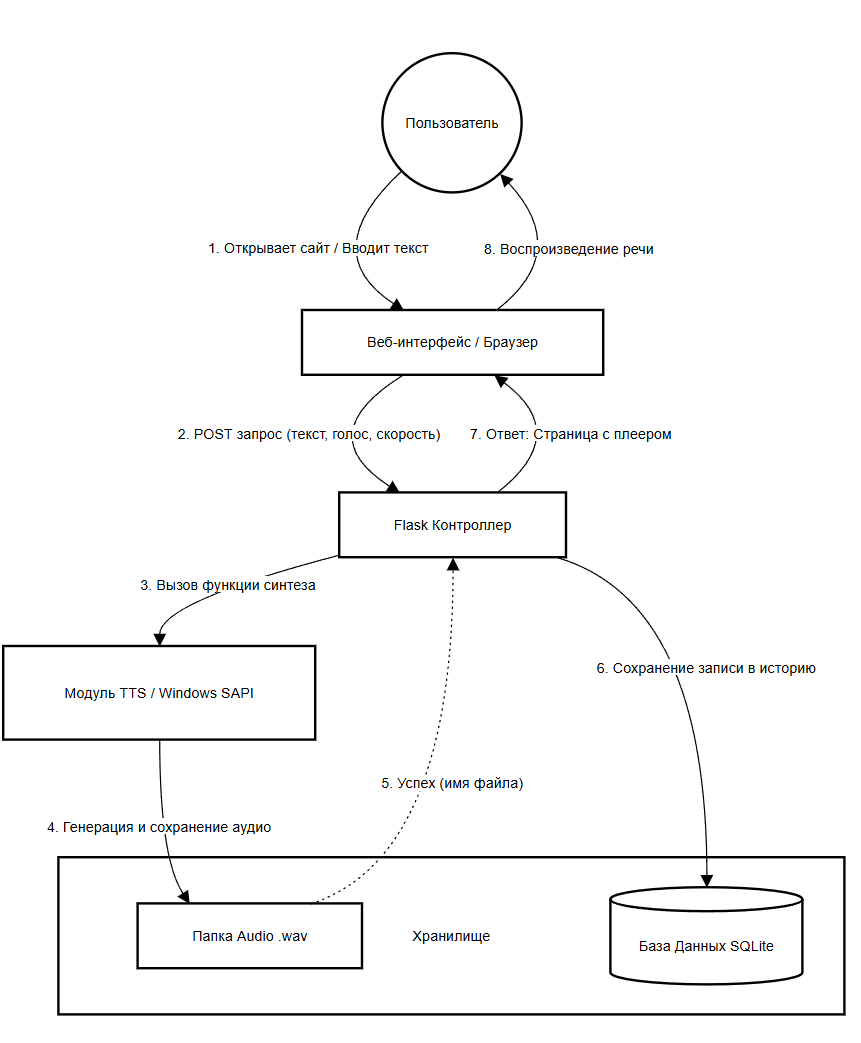 Пользователь
1. Открывает сайт / Вводит текст
8. Воспроизведение речи
Веб-интерфейс / Браузер
2. POST запрос (текст, голос, скорость)
7. Ответ: Страница с плеером
Flask Контроллер
3. Вызов функции синтеза
6. Сохранение записи в историю
Модуль TTS / Windows SAPI
5. Успех (имя файла)
4. Генерация и сохранение аудио
Папка Audio .wav
Хранилище
База Данных SQLite